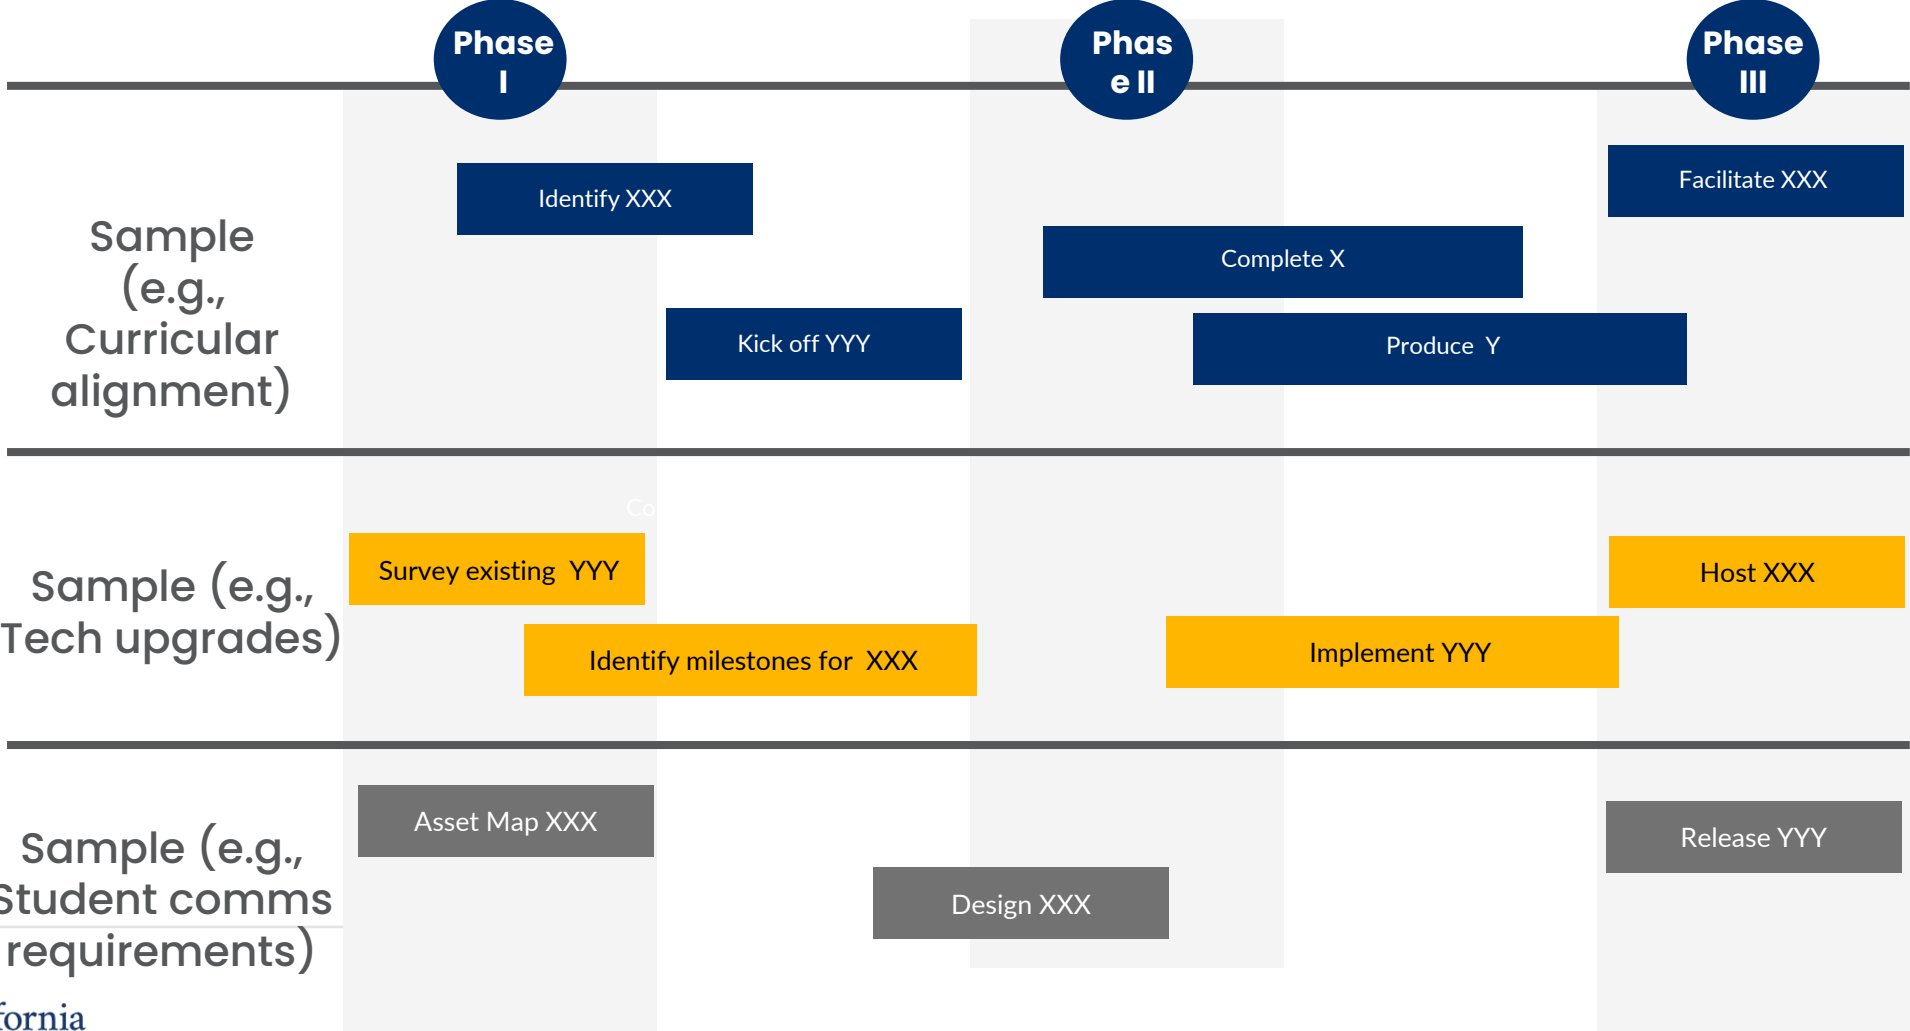 Phase
I
Phas
e II
Phase
III
Sample
(e.g.,
Curricular
alignment)
Identify XXX
Kick off YYY
Complete X
Produce Y
Facilitate XXX
Co
Sample (e.g.,
Tech upgrades)
Survey existing YYY
Identify milestones for XXX
Implement YYY
Host XXX
Sample (e.g.,
Student comms
requirements)
Asset Map XXX
Design XXX
Release YYY
fornia